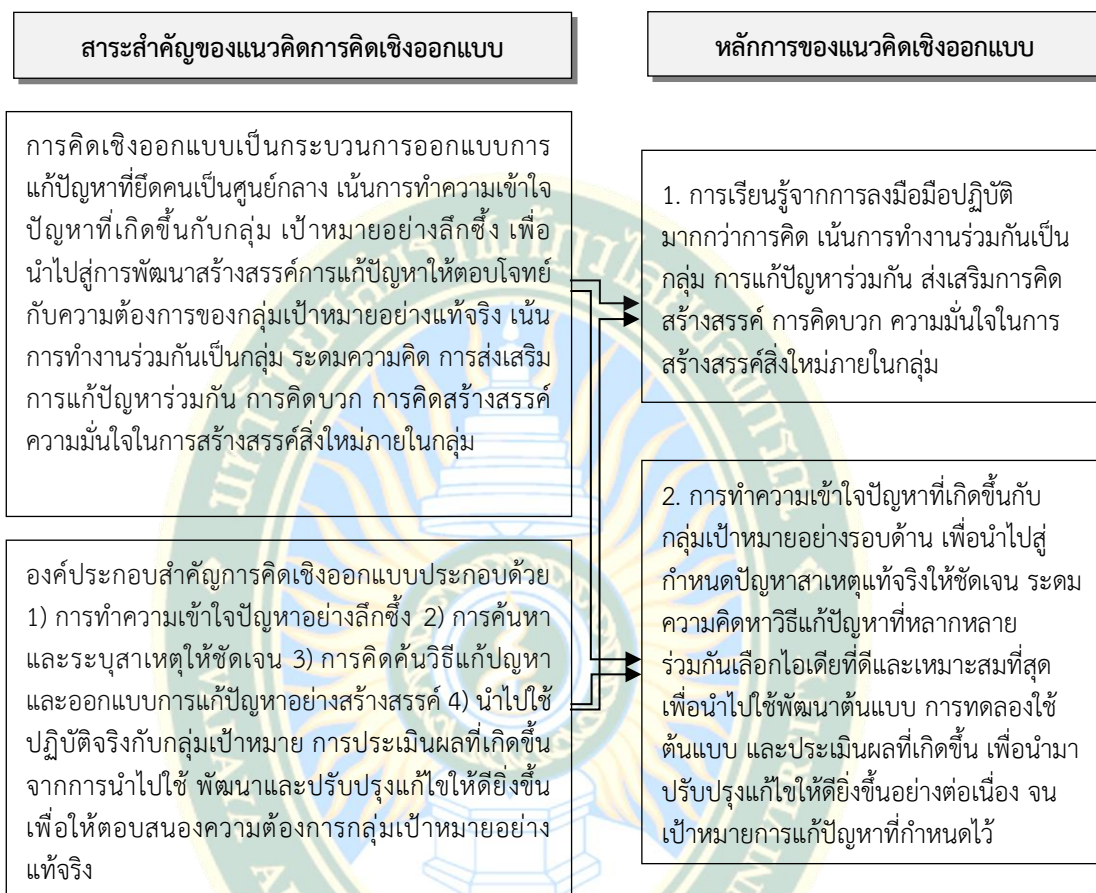 สาระสำคัญของแนวคิดการคิดเชิงออกแบบ
การคิดเชิงออกแบบเป็นกระบวนการออกแบบการ
แก้ปัญหาที่ยึดคนเป็นศูนย์กลาง เน้นการทำความเข้าใจ
ปัญหาที่เกิดขึ้นกับกลุ่ม เป้าหมายอย่างลึกซึ้ง เพื่อ
นำไปสู่การพัฒนาสร้างสรรค์การแก้ปัญหาให้ตอบโจทย์
กับความต้องการของกลุ่มเป้าหมายอย่างแท้จริง เน้น
การทำงานร่วมกันเป็นกลุ่ม ระดมความคิด การส่งเสริม
การแก้ปัญหาร่วมกัน การคิดบวก การคิดสร้างสรรค์
ความมั่นใจในการสร้างสรรค์สิ่งใหม่ภายในกลุ่ม
องค์ประกอบสำคัญการคิดเชิงออกแบบประกอบด้วย
1) การทำความเข้าใจปัญหาอย่างลึกซึ้ง 2) การค้นหา
และระบุสาเหตุให้ชัดเจน 3) การคิดค้นวิธีแก้ปญหา
และออกแบบการแก้ปัญหาอย่างสร้างสรรค์ 4) นำไปใช้
ปฏิบัติจริงกับกลุ่มเป้าหมาย การประเมินผลที่เกิดขึ้น
จากการนำไปใช้ พัฒนาและปรับปรุงแก้ไขให้ดียิ่งขึ้น
เพื่อให้ตอบสนองความต้องการกลุ่มเป้าหมายอย่าง
แท้จริง
หลักการของแนวคิดเชิงออกแบบ
1. การเรียนรู้จากการลงมือมือปฏิบัติ
มากกว่าการคิด เน้นการทำงานร่วมกันเป็น
กลุ่ม การแก้ปัญหาร่วมกัน ส่งเสริมการคิด
สร้างสรรค์ การคิดบวก ความมั่นใจในการ
สร้างสรรค์สิ่งใหม่ภายในกลุ่ม
2. การทำความเข้าใจปัญหาที่เกิดขึ้นกับ
กลุ่มเป้าหมายอย่างรอบด้าน เพื่อนำไปสู่
กำหนดปัญหาสาเหตุแท้จริงให้ชัดเจน ระดม
ความคิดหาวิธีแก้ปัญหาที่หลากหลาย
ร่วมกันเลือกไอเดียที่ดีและเหมาะสมที่สุด
เพื่อนำไปใช้พัฒนาต้นแบบ การทดลองใช้
ต้นแบบ และประเมินผลที่เกิดขึ้น เพื่อนำมา
ปรับปรุงแก้ไขให้ดียิ่งขึ้นอย่างต่อเนื่อง จน
เป้าหมายการแก้ปัญหาที่กำหนดไว้